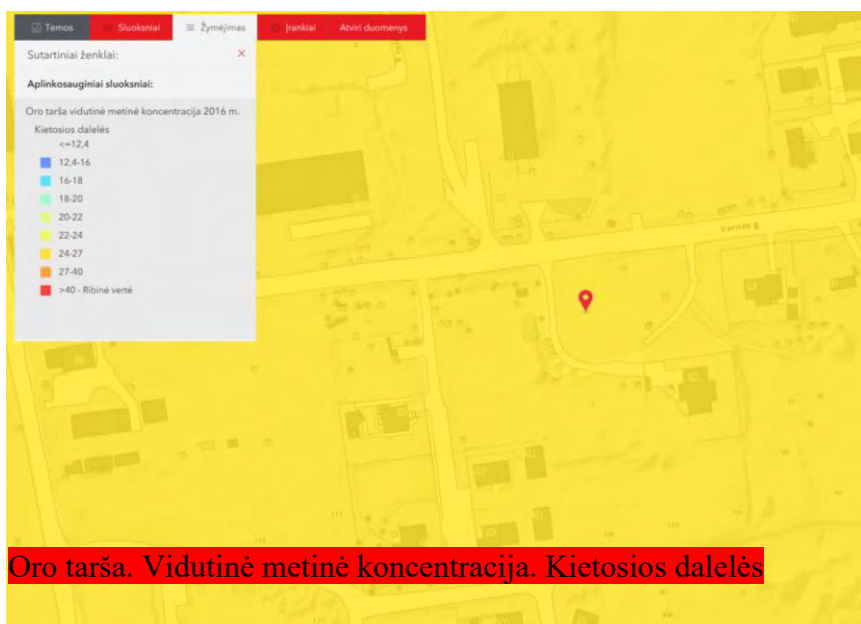 Temos Sluoksniai Žymėjimas Įrankiai Atviri duomenys
Sutartiniai ženklai:
Aplinkosauginiai sluoksniai:
Oro tarša vidutinė metinė koncentracija 2016 m.
Kietosios dalelės
<=12,4
12,4-16
16-18
18-20
20-22
22-24
24-27
27-40
>40 - Ribinė vertė
Varnių g.
Oro tarša. Vidutinė metinė koncentracija. Kietosios dalelės